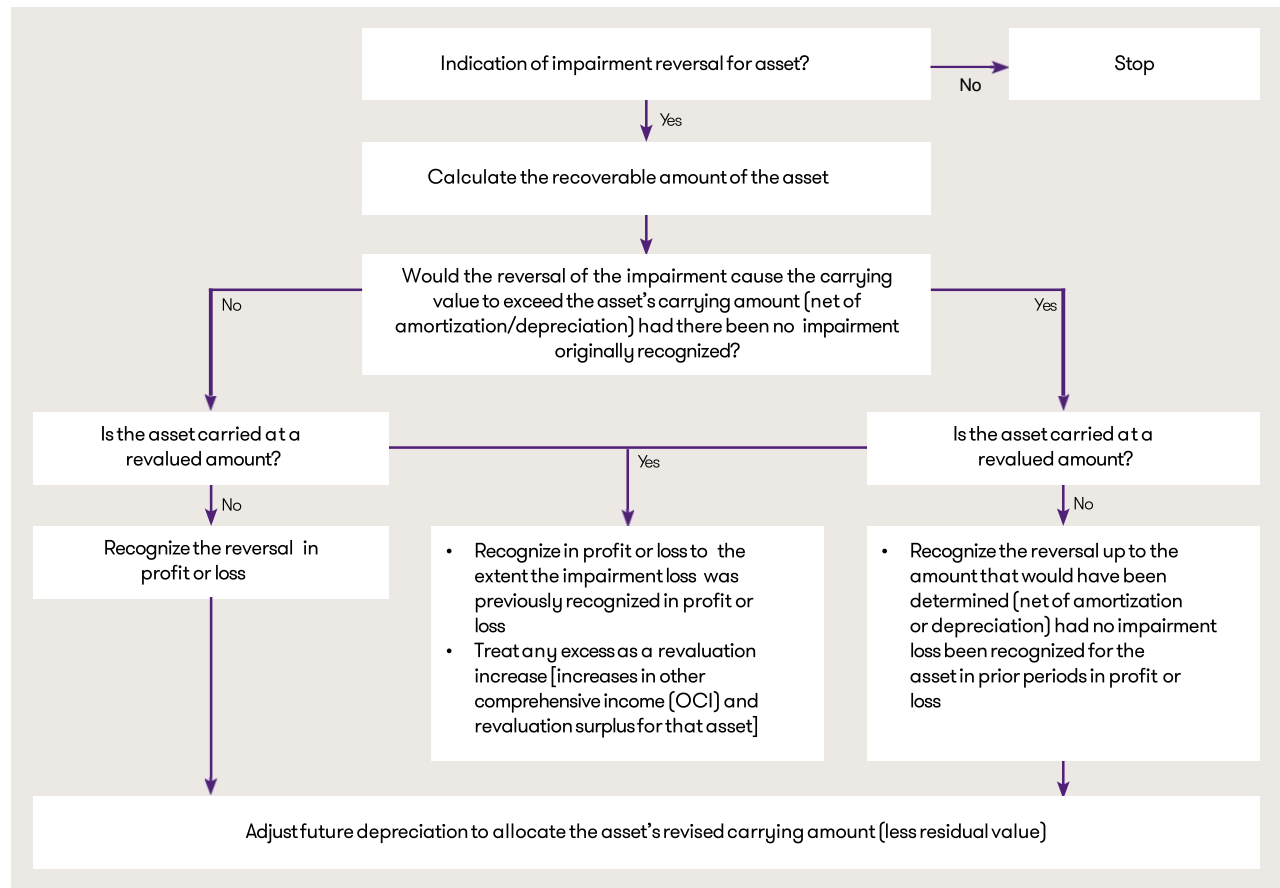 Indication of impairment reversal for asset?
Stop
No
Yes
Calculate the recoverable amount of the asset
Would the reversal of the impairment cause the carrying
value to exceed the asset's carrying amount (net of
amortization/depreciation) had there been no impairment
originally recognized?
No
Yes
Is the asset carried at a
revalued amount?
Is the asset carried at a
revalued amount?
Yes
No
No
Recognize the reversal in
profit or loss
• Recognize in profit or loss to the
extent the impairment loss was
previously recognized in profit or
loss
• Treat any excess as a revaluation
increase [increases in other
comprehensive income (OCI) and
revaluation surplus for that asset]
• Recognize the reversal up to the
amount that would have been
determined (net of amortization
or depreciation) had no impairment
loss been recognized for the
asset in prior periods in profit or
loss
Adjust future depreciation to allocate the asset's revised carrying amount (less residual value)